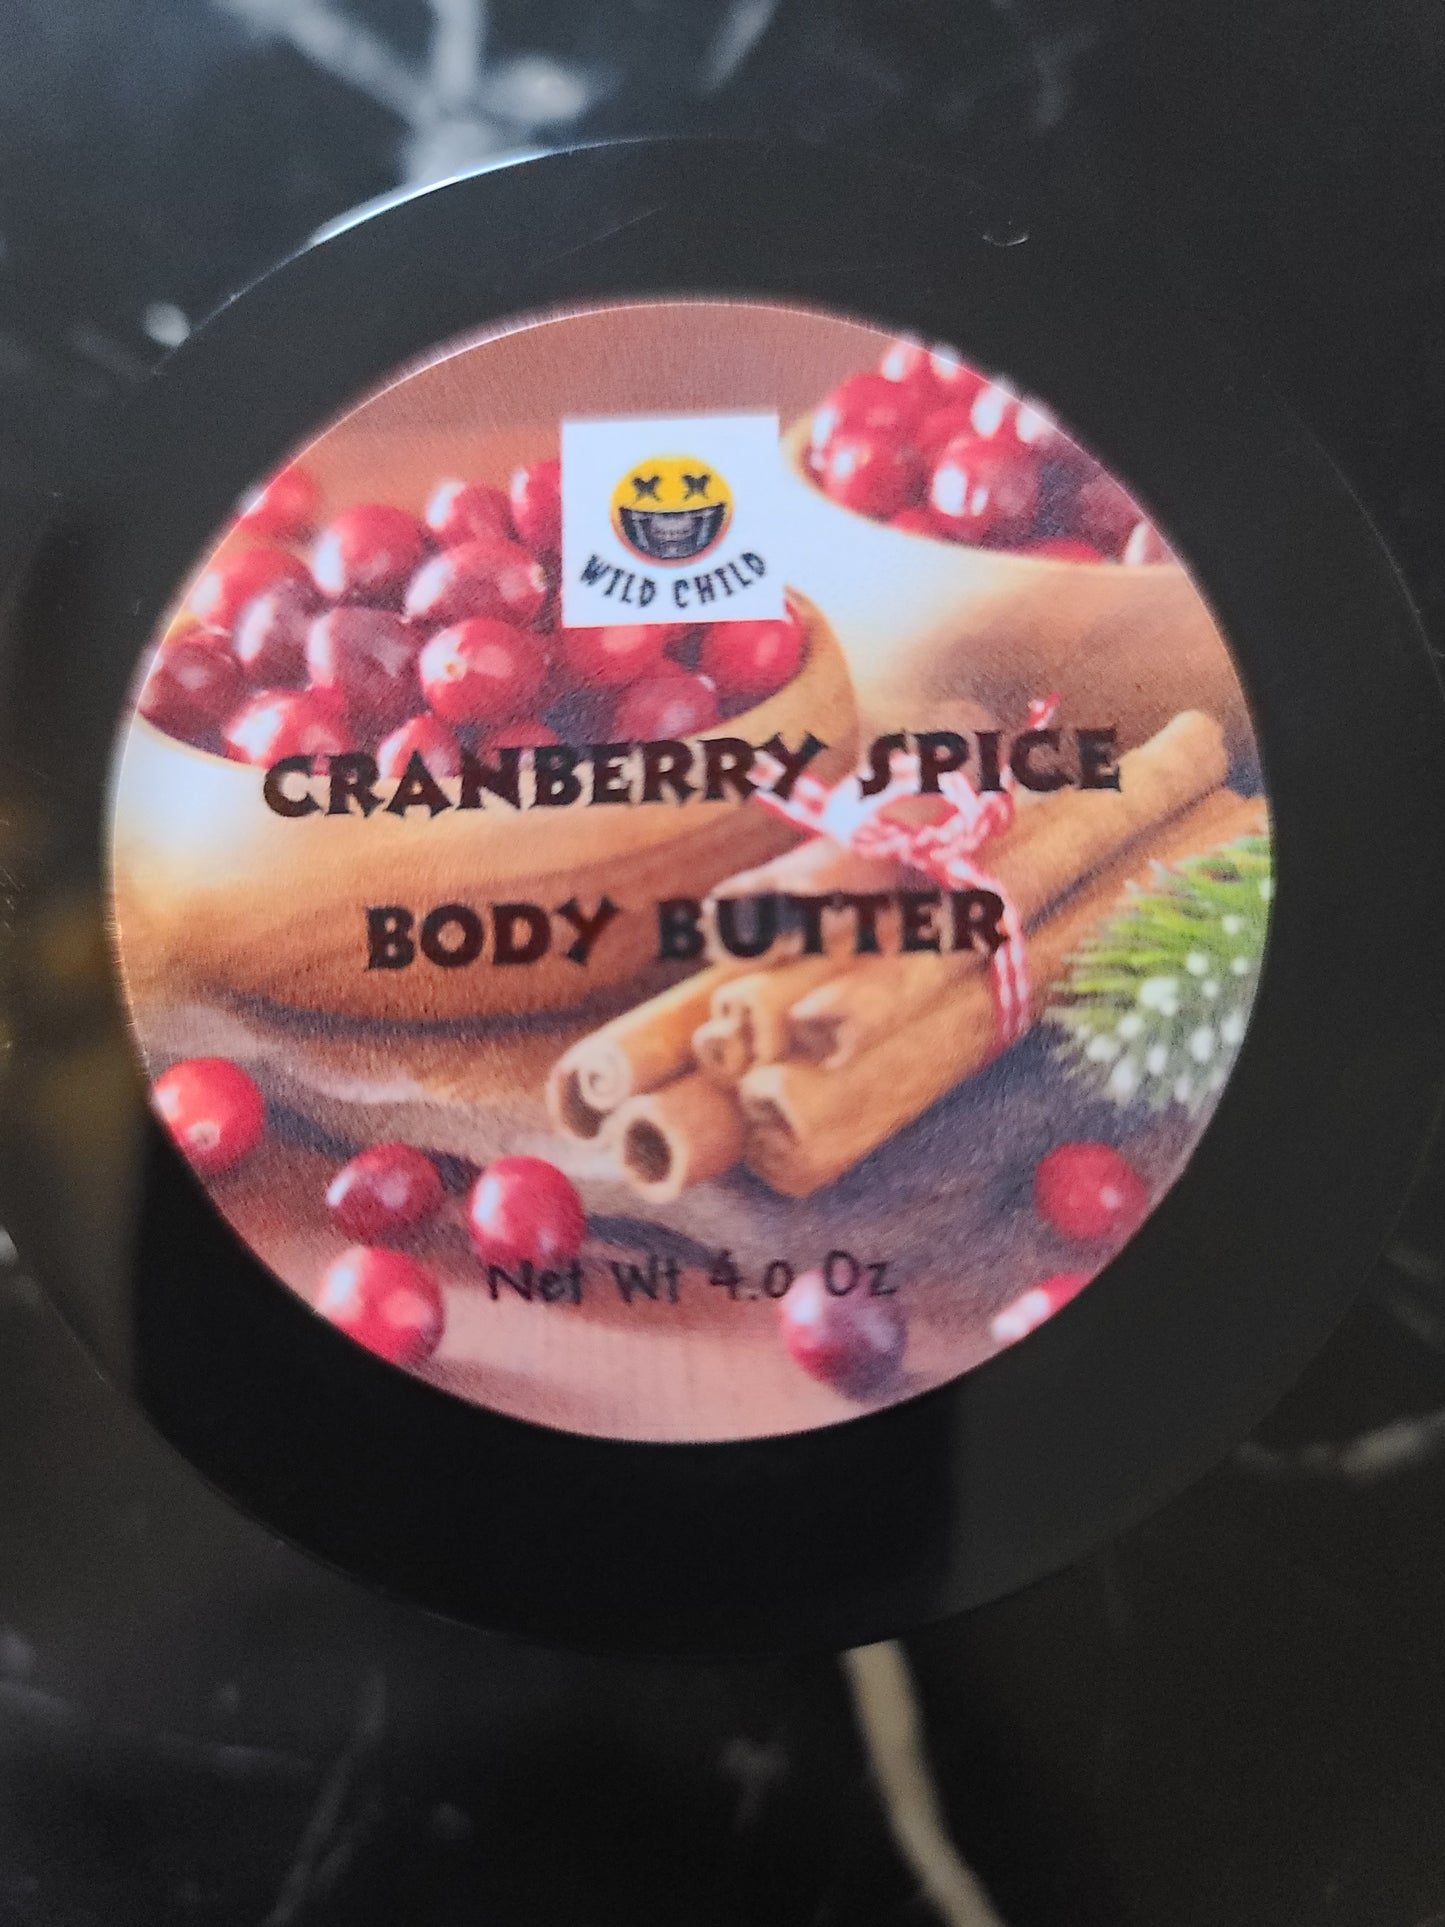 WILD CHILD
CRANBERRY SPICE
BODY BUTTER
Net Wt 4.0 Oz